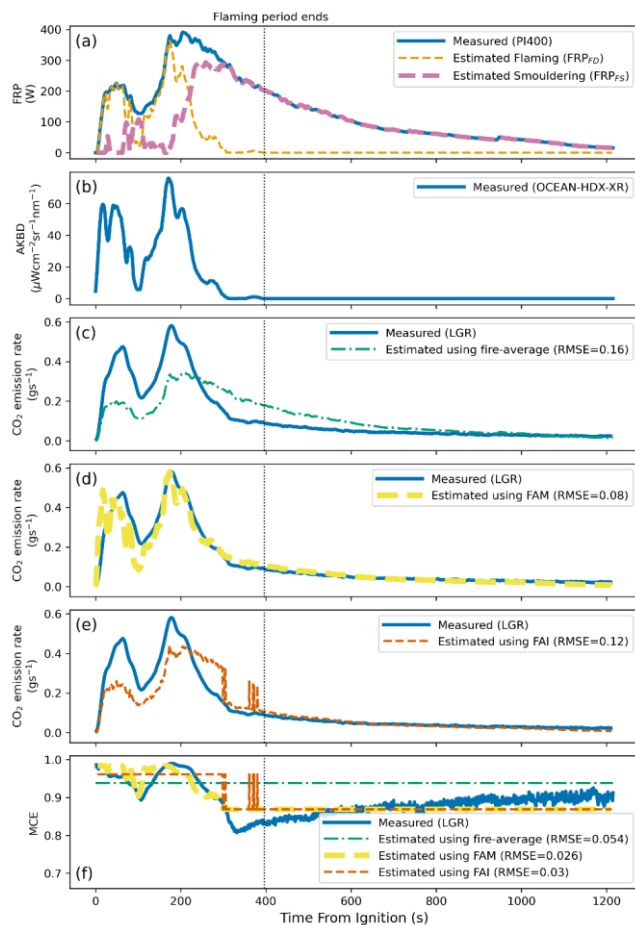 Flaming period ends
(a)
Measured (PI400)
Estimated Flaming (FRP_FD)
Estimated Smouldering (FRP_FS)
FRP
(W)
400
300
200
100
0
(b)
Measured (OCEAN-HDX-XR)
AKBD
(μWcm⁻²sr⁻¹nm⁻¹)
60
40
20
0
(c)
Measured (LGR)
Estimated using fire-average (RMSE=0.16)
CO₂ emission rate
(gs⁻¹)
0.6
0.4
0.2
0.0
(d)
Measured (LGR)
Estimated using FAM (RMSE=0.08)
CO₂ emission rate
(gs⁻¹)
0.6
0.4
0.2
0.0
(e)
Measured (LGR)
Estimated using FAI (RMSE=0.12)
CO₂ emission rate
(gs⁻¹)
0.6
0.4
0.2
0.0
MCE
1.0
0.9
0.8
0.7
Measured (LGR)
Estimated using fire-average (RMSE=0.054)
Estimated using FAM (RMSE=0.026)
Estimated using FAI (RMSE=0.03)
(f)
0 200 400 600 800 1000 1200
Time From Ignition (s)